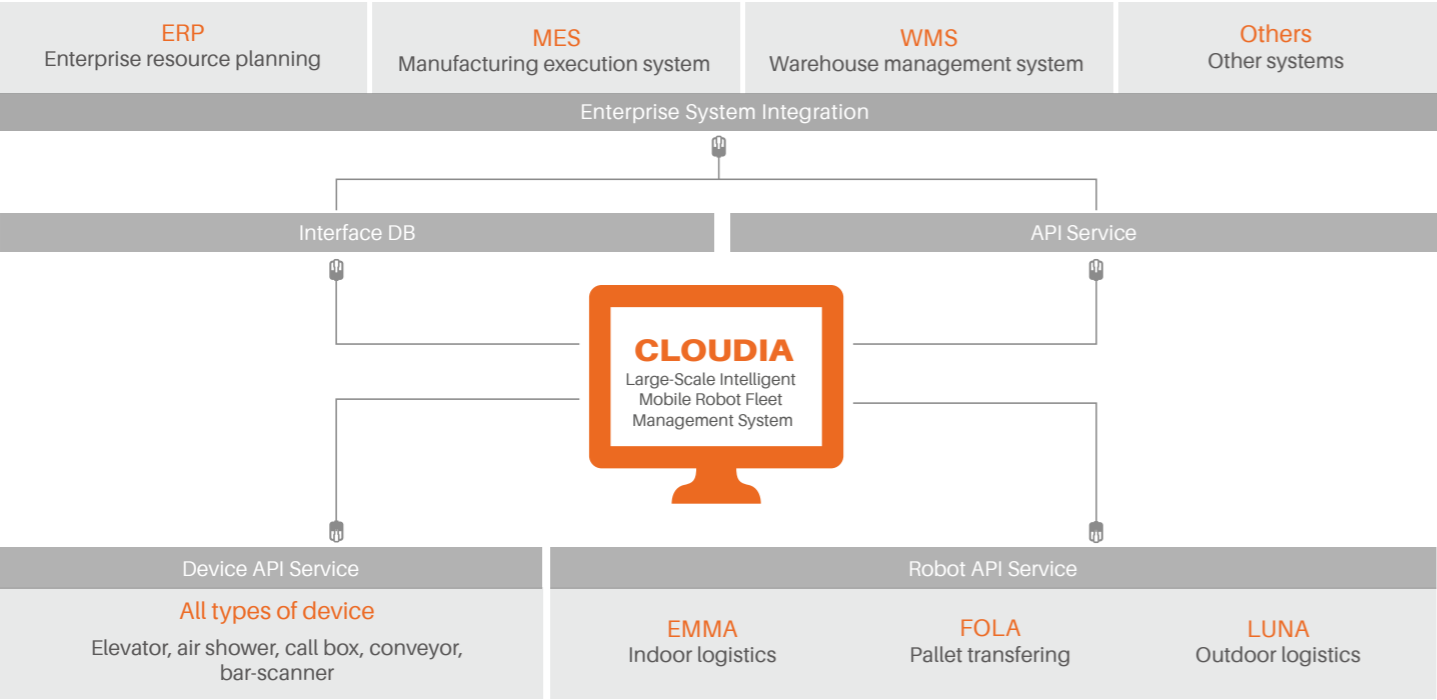 ERP
Enterprise resource planning
MES
Manufacturing execution system
WMS
Warehouse management system
Others
Other systems
Enterprise System Integration
Interface DB
API Service
CLOUDIA
Large-Scale Intelligent
Mobile Robot Fleet
Management System
Device API Service
Robot API Service
All types of device
Elevator, air shower, call box, conveyor,
bar-scanner
EMMA
Indoor logistics
FOLA
Pallet transfering
LUNA
Outdoor logistics